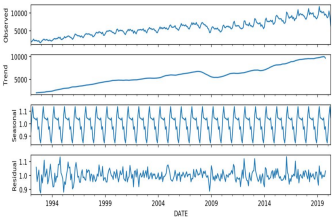 Observed
10000
5000
Trend
10000
5000
Seasonal
1.1
1.0
0.9
Residual
1.1
1.0
0.9
1994 1999 2004 2009 2014 2019
DATE